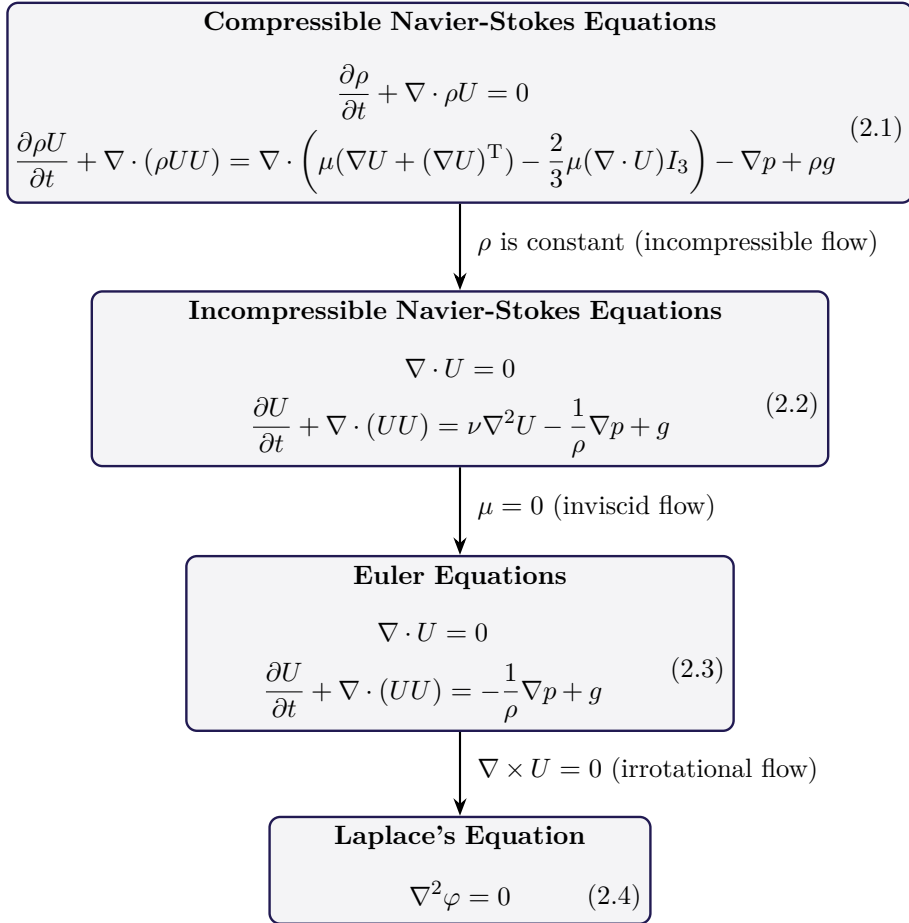 Compressible Navier-Stokes Equations
∂ρ/∂t + ∇ · ρU = 0
∂ρU/∂t + ∇ · (ρUU) = ∇ · (μ(∇U + (∇U)ᵀ) − 2/3 μ(∇ · U)I₃) − ∇p + ρg (2.1)
ρ is constant (incompressible flow)
Incompressible Navier-Stokes Equations
∇ · U = 0
∂U/∂t + ∇ · (UU) = ν∇²U − 1/ρ ∇p + g (2.2)
μ = 0 (inviscid flow)
Euler Equations
∇ · U = 0
∂U/∂t + ∇ · (UU) = −1/ρ ∇p + g (2.3)
∇ × U = 0 (irrotational flow)
Laplace's Equation
∇²φ = 0 (2.4)